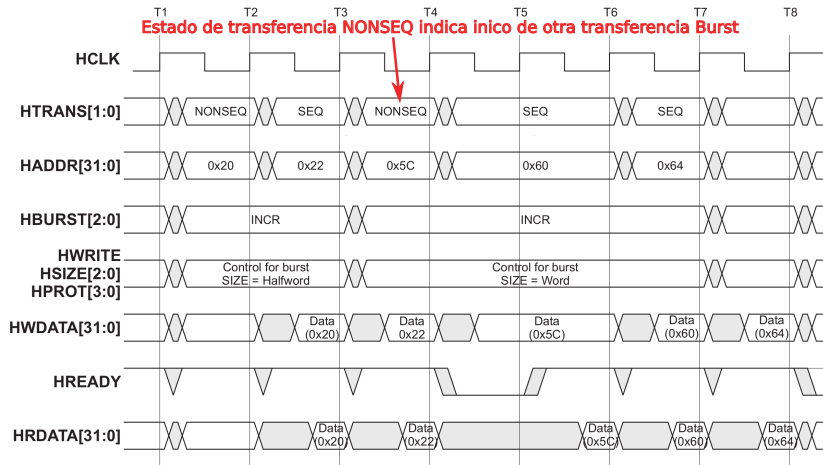 T1 T2 T3 T4 T5 T6 T7 T8
Estado de transferencia NONSEQ indica inico de otra transferencia Burst
HCLK
HTRANS[1:0] NONSEQ SEQ NONSEQ SEQ SEQ
HADDR[31:0] 0x20 0x22 0x5C 0x60 0x64
HBURST[2:0] INCR INCR
HWRITE
HSIZE[2:0]
HPROT[3:0]
Control for burst
SIZE = Halfword
Control for burst
SIZE = Word
HWDATA[31:0]
Data
(0x20)
Data
0x22
Data
(0x5C)
Data
(0x60)
Data
(0x64)
HREADY
HRDATA[31:0]
Data
(0x20)
Data
(0x22)
Data
(0x5C)
Data
(0x60)
Data
(0x64)